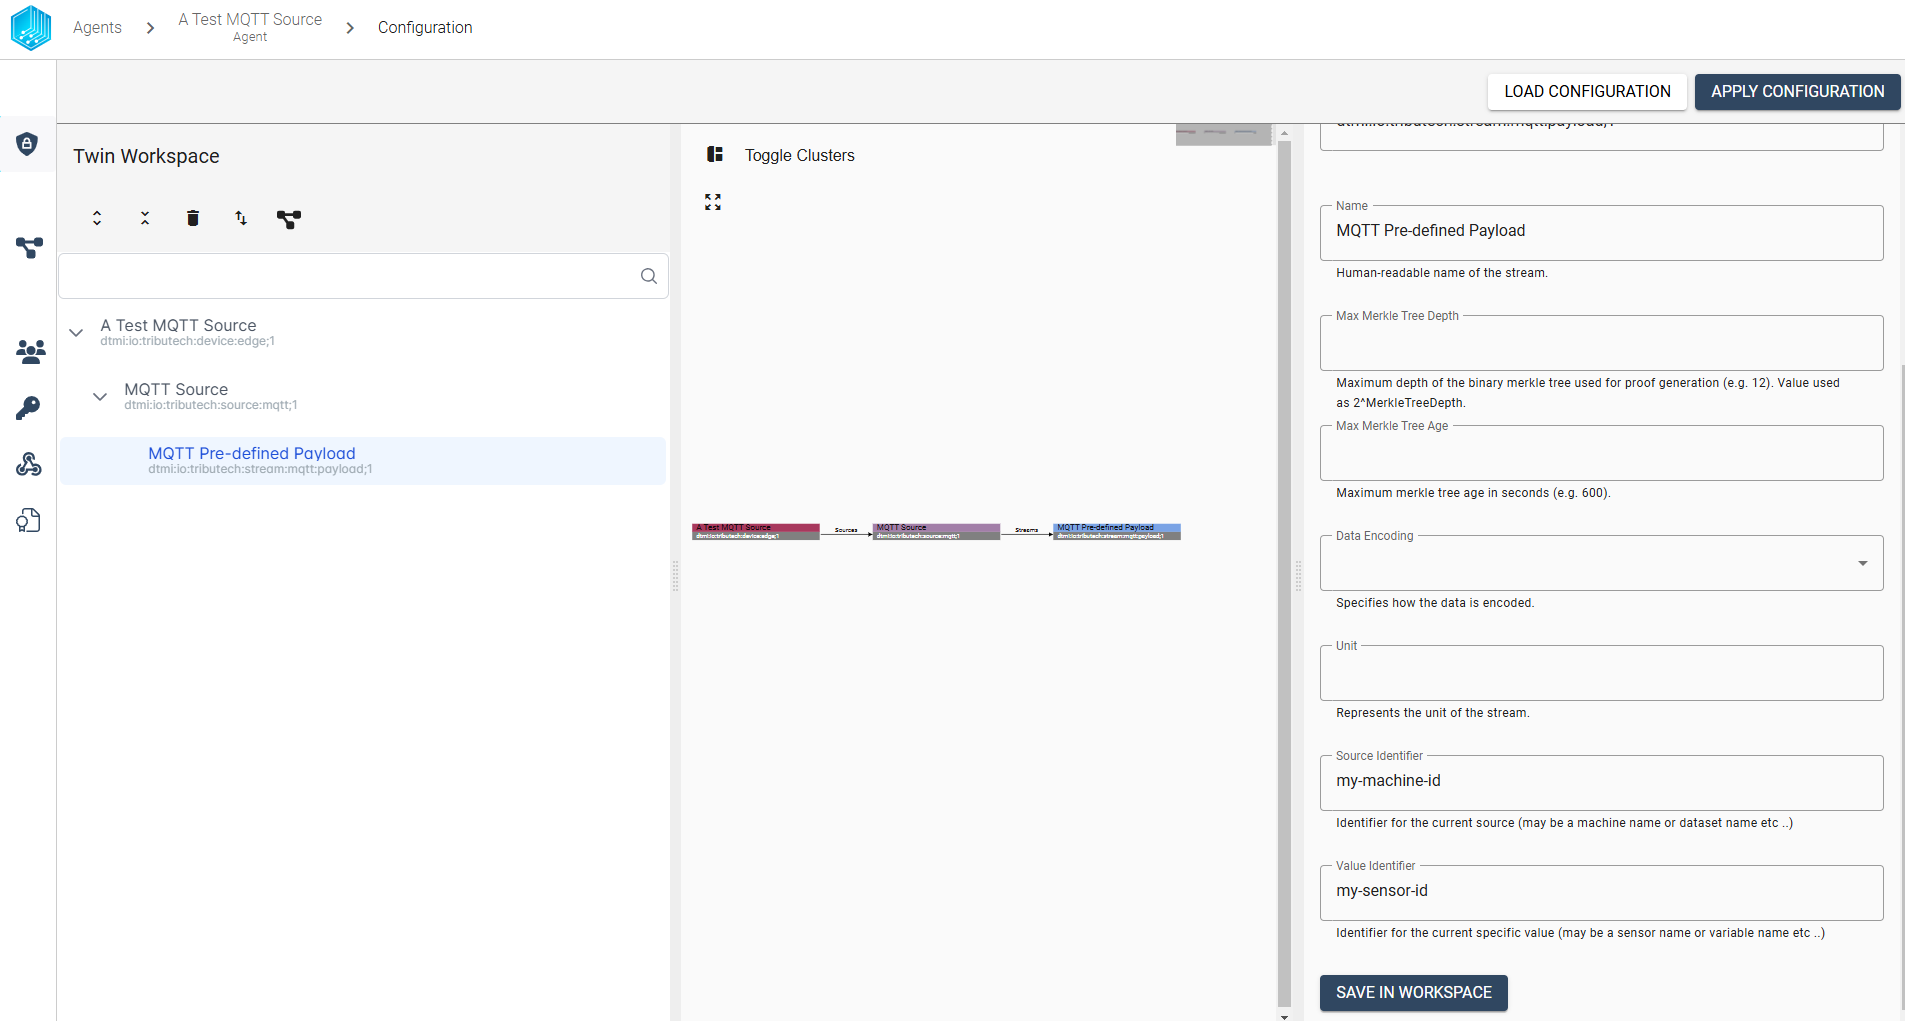 Agents
A Test MQTT Source
Agent
Configuration
LOAD CONFIGURATION
APPLY CONFIGURATION
Twin Workspace
A Test MQTT Source
dtmi:io:tributech:device:edge;1
MQTT Source
dtmi:io:tributech:source:mqtt;1
MQTT Pre-defined Payload
dtmi:io:tributech:stream:mqtt:payload;1
Toggle Clusters
A Test MQTT Source
dtmi:io:tributech:device:edge;1
Sources
MQTT Source
dtmi:io:tributech:source:mqtt;1
Streams
MQTT Pre-defined Payload
dtmi:io:tributech:stream:mqtt:payload;1
dtmi:io:tributech:stream:mqtt:payload;1
Name
MQTT Pre-defined Payload
Human-readable name of the stream.
Max Merkle Tree Depth
Maximum depth of the binary merkle tree used for proof generation (e.g. 12). Value used
as 2^MerkleTreeDepth.
Max Merkle Tree Age
Maximum merkle tree age in seconds (e.g. 600).
Data Encoding
Specifies how the data is encoded.
Unit
Represents the unit of the stream.
Source Identifier
my-machine-id
Identifier for the current source (may be a machine name or dataset name etc ..)
Value Identifier
my-sensor-id
Identifier for the current specific value (may be a sensor name or variable name etc ..)
SAVE IN WORKSPACE